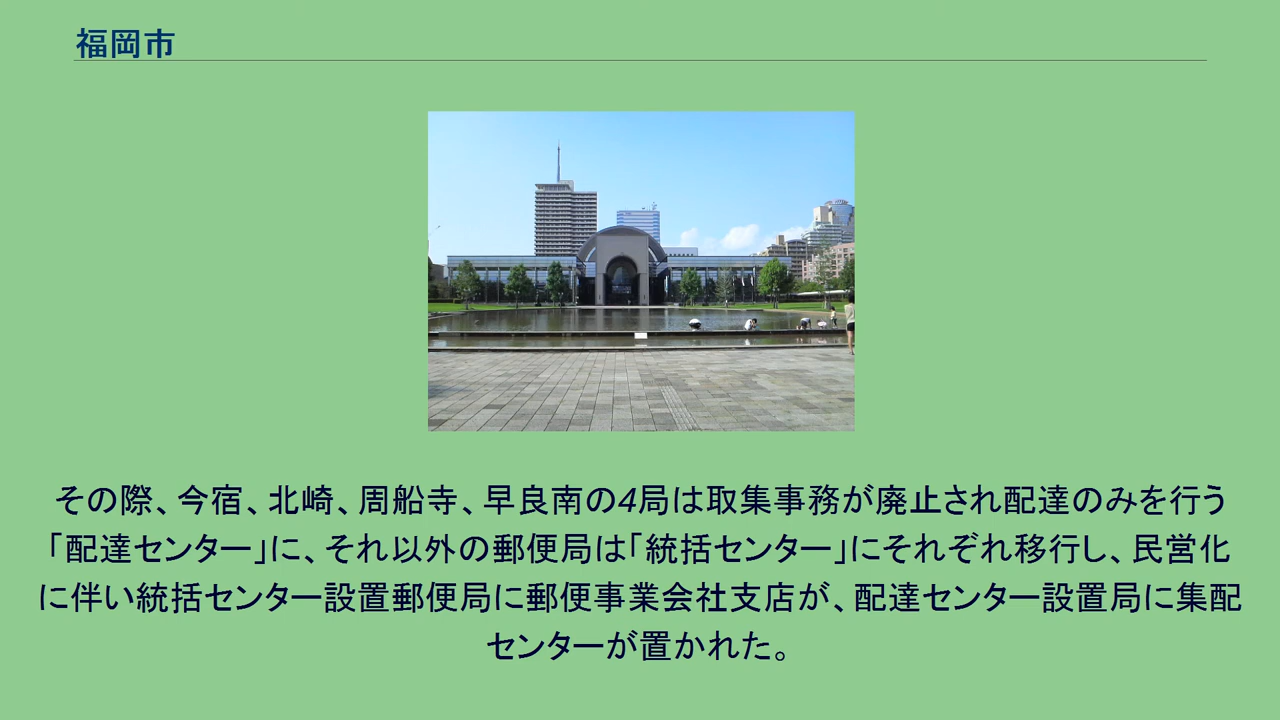 福岡市
その際、今宿、北崎、周船寺、早良南の4局は取集事務が廃止され配達のみを行う
「配達センター」に、それ以外の郵便局は「統括センター」にそれぞれ移行し、民営化
に伴い統括センター設置郵便局に郵便事業会社支店が、配達センター設置局に集配
センターが置かれた。